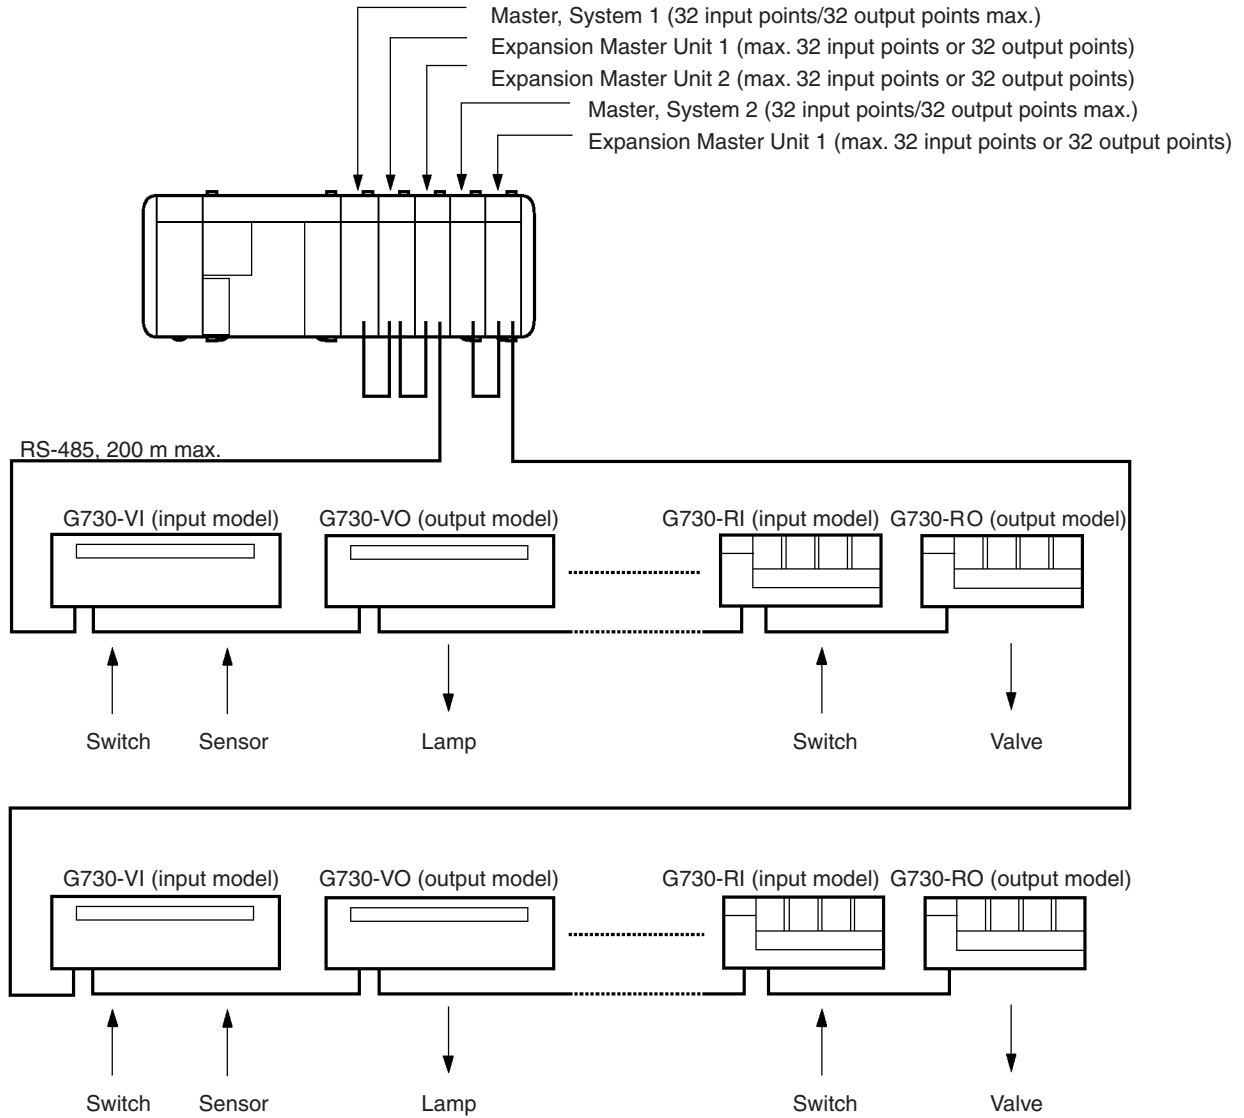 Master, System 1 (32 input points/32 output points max.)
Expansion Master Unit 1 (max. 32 input points or 32 output points)
Expansion Master Unit 2 (max. 32 input points or 32 output points)
Master, System 2 (32 input points/32 output points max.)
Expansion Master Unit 1 (max. 32 input points or 32 output points)
RS-485, 200 m max.
G730-VI (input model) G730-VO (output model) G730-RI (input model) G730-RO (output model)
Switch Sensor Lamp Switch Valve
G730-VI (input model) G730-VO (output model) G730-RI (input model) G730-RO (output model)
Switch Sensor Lamp Switch Valve